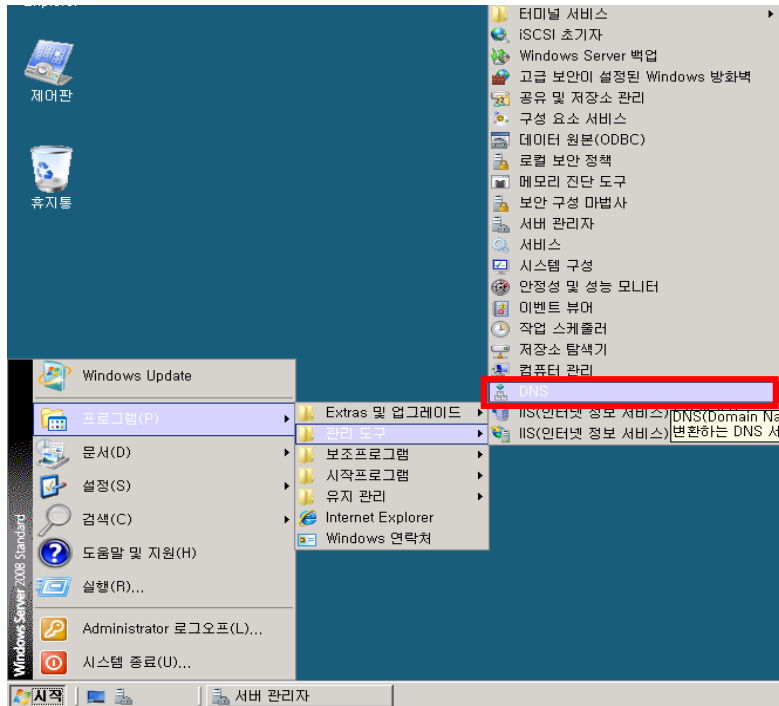 Explorer
제어판
휴지통
터미널 서비스
iSCSI 초기자
Windows Server 백업
고급 보안이 설정된 Windows 방화벽
공유 및 저장소 관리
구성 요소 서비스
데이터 원본(ODBC)
로컬 보안 정책
메모리 진단 도구
보안 구성 마법사
서버 관리자
서비스
시스템 구성
안정성 및 성능 모니터
이벤트 뷰어
작업 스케줄러
저장소 탐색기
컴퓨터 관리
DNS
IIS(인터넷 정보 서비스)
IIS(인터넷 정보 서비스)
DNS(Domain Na
변환하는 DNS 서
Extras 및 업그레이드
관리 도구
보조프로그램
시작프로그램
유지 관리
Internet Explorer
Windows 연락처
Windows Update
프로그램(P)
문서(D)
설정(S)
검색(C)
도움말 및 지원(H)
실행(R)...
Administrator 로그오프(L)...
시스템 종료(U)...
Windows Server 2008 Standard
시작
서버 관리자